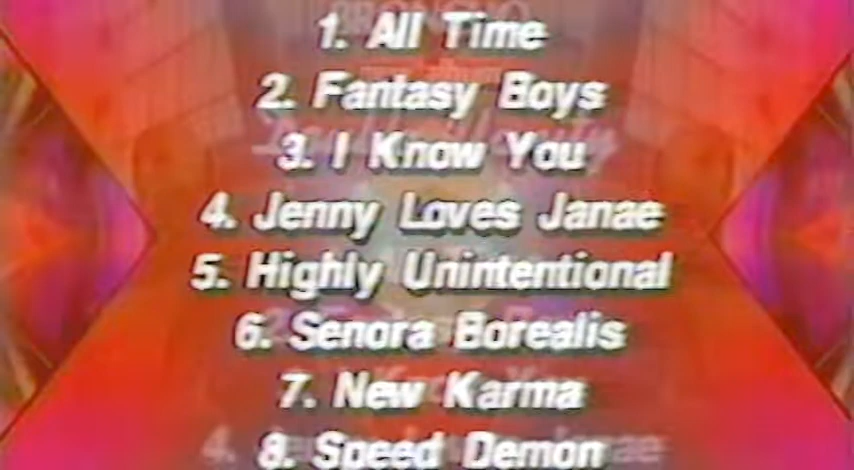 BRONCHO
1. All Time
2. Fantasy Boys
3. I Know You
4. Jenny Loves Janae
5. Highly Unintentional
6. Senora Borealis
7. New Karma
8. Speed Demon